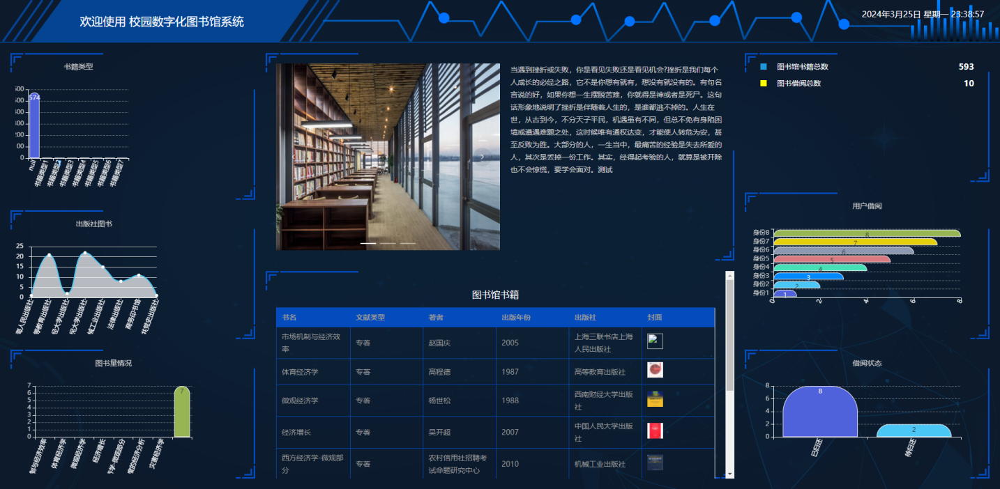 欢迎使用 校园数字化图书馆系统
2024年3月25日 星期一 23:38:57
书籍类型
574
0
null
书籍类型1
书籍类型2
书籍类型3
书籍类型4
书籍类型5
书籍类型6
书籍类型7
出版社图书
25
20
15
10
5
0
海人民出版社
等教育出版社
经大学出版社
民大学出版社
械工业出版社
法律出版社
商务印书馆
共党史出版社
图书量情况
7
6
5
4
3
2
1
0
7
制与经济效率
体育经济学
微观经济学
经济增长
学-微观部分
的经济分析
灾害经济学
当遇到挫折或失败，你是看见失败还是看见机会?挫折是我们每个
人成长的必经之路，它不是你想有就有，想没有就没有的。有句名
言说的好，如果你想一生摆脱苦难，你就得是神或者是死尸。这句
话形象地说明了挫折是伴随着人生的，是谁都逃不掉的。人生在
世，从古到今，不分天子平民，机遇虽有不同，但总不免有身陷困
境或遭遇难题之处，这时候唯有通权达变，才能使人转危为安，甚
至反败为胜。大部分的人，一生当中，最痛苦的经验是失去所爱的
人，其次是丢掉一份工作。其实，经得起考验的人，就算是被开除
也不会惊慌，要学会面对。测试
图书馆书籍
书名 文献类型 著者 出版年份 出版社 封面
市场机制与经济效
率
专著 赵国庆 2005
上海三联书店上海
人民出版社
体育经济学 专著 高程德 1987 高等教育出版社
微观经济学 专著 杨世松 1988
西南财经大学出版
社
经济增长 专著 吴开超 2007
中国人民大学出版
社
西方经济学-微观部
分
专著
农村信用社招聘考
试命题研究中心
2010 机械工业出版社
图书馆书籍总数 593
图书借阅总数 10
用户借阅
身份8 8
身份7 7
身份6 6
身份5 5
身份4 4
身份3 3
身份2 2
身份1 1
0 2 4 6 8
借阅状态
8
6
4
2
0
8
2
已归还
待归还